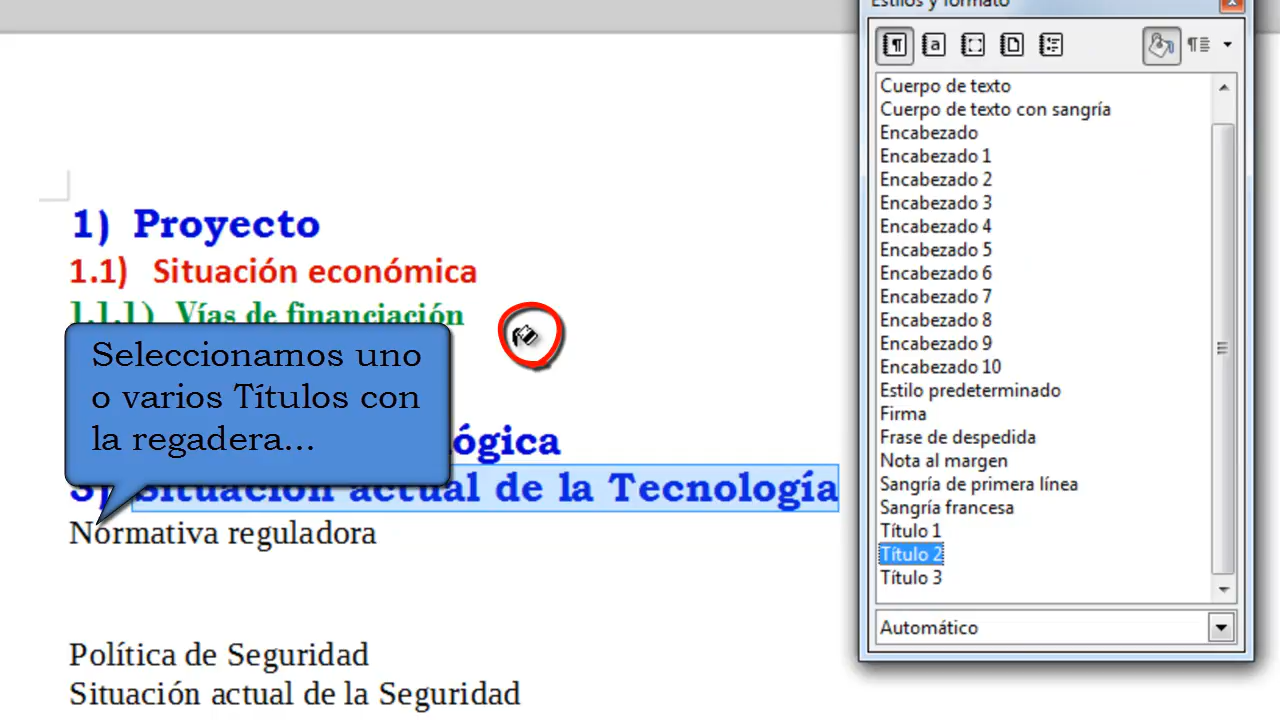 Estilos y formato
Cuerpo de texto
Cuerpo de texto con sangría
Encabezado
Encabezado 1
Encabezado 2
Encabezado 3
Encabezado 4
Encabezado 5
Encabezado 6
Encabezado 7
Encabezado 8
Encabezado 9
Encabezado 10
Estilo predeterminado
Firma
Frase de despedida
Nota al margen
Sangría de primera línea
Sangría francesa
Título 1
Título 2
Título 3
Automático
1) Proyecto
1.1) Situación económica
1.1.1) Vías de financiación
Seleccionamos uno
o varios Títulos con
la regadera...
lógica
3) Situación actual de la Tecnología
Normativa reguladora
Política de Seguridad
Situación actual de la Seguridad